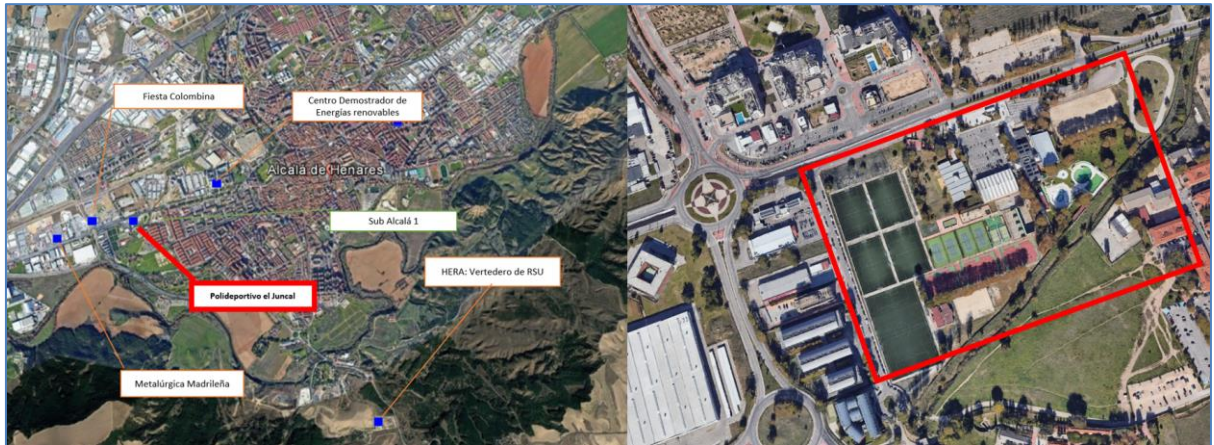 Fiesta Colombina
Centro Demostrador de
Energías renovables
Alcalá de Henares
Sub Alcalá 1
HERA: Vertedero de RSU
Polideportivo el Juncal
Metalúrgica Madrileña